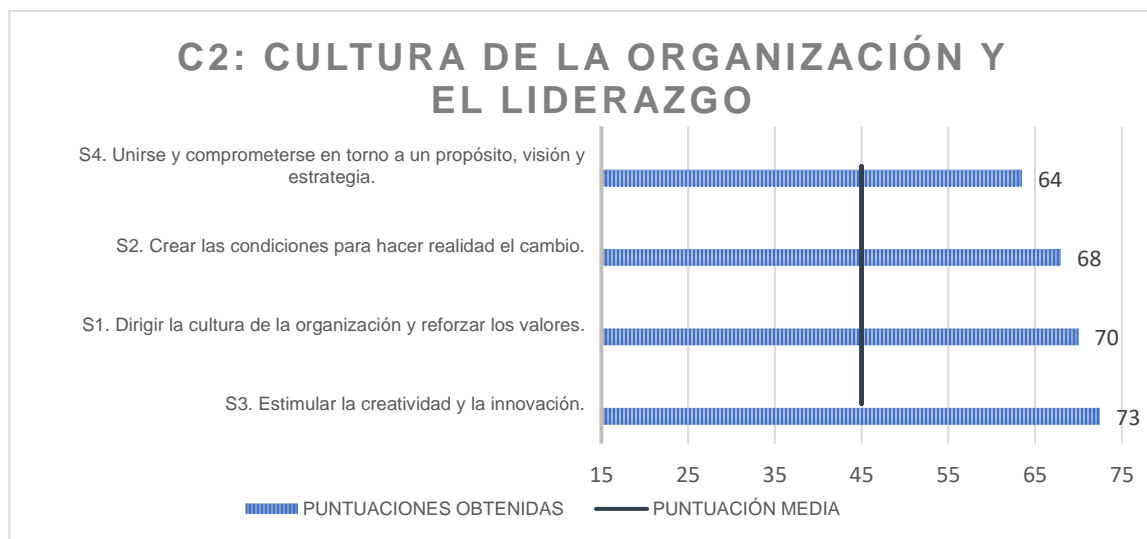 C2: CULTURA DE LA ORGANIZACIÓN Y
EL LIDERAZGO
S4. Unirse y comprometerse en torno a un propósito, visión y
estrategia.
64
S2. Crear las condiciones para hacer realidad el cambio.
68
S1. Dirigir la cultura de la organización y reforzar los valores.
70
S3. Estimular la creatividad y la innovación.
73
15 25 35 45 55 65 75
PUNTUACIONES OBTENIDAS PUNTUACIÓN MEDIA